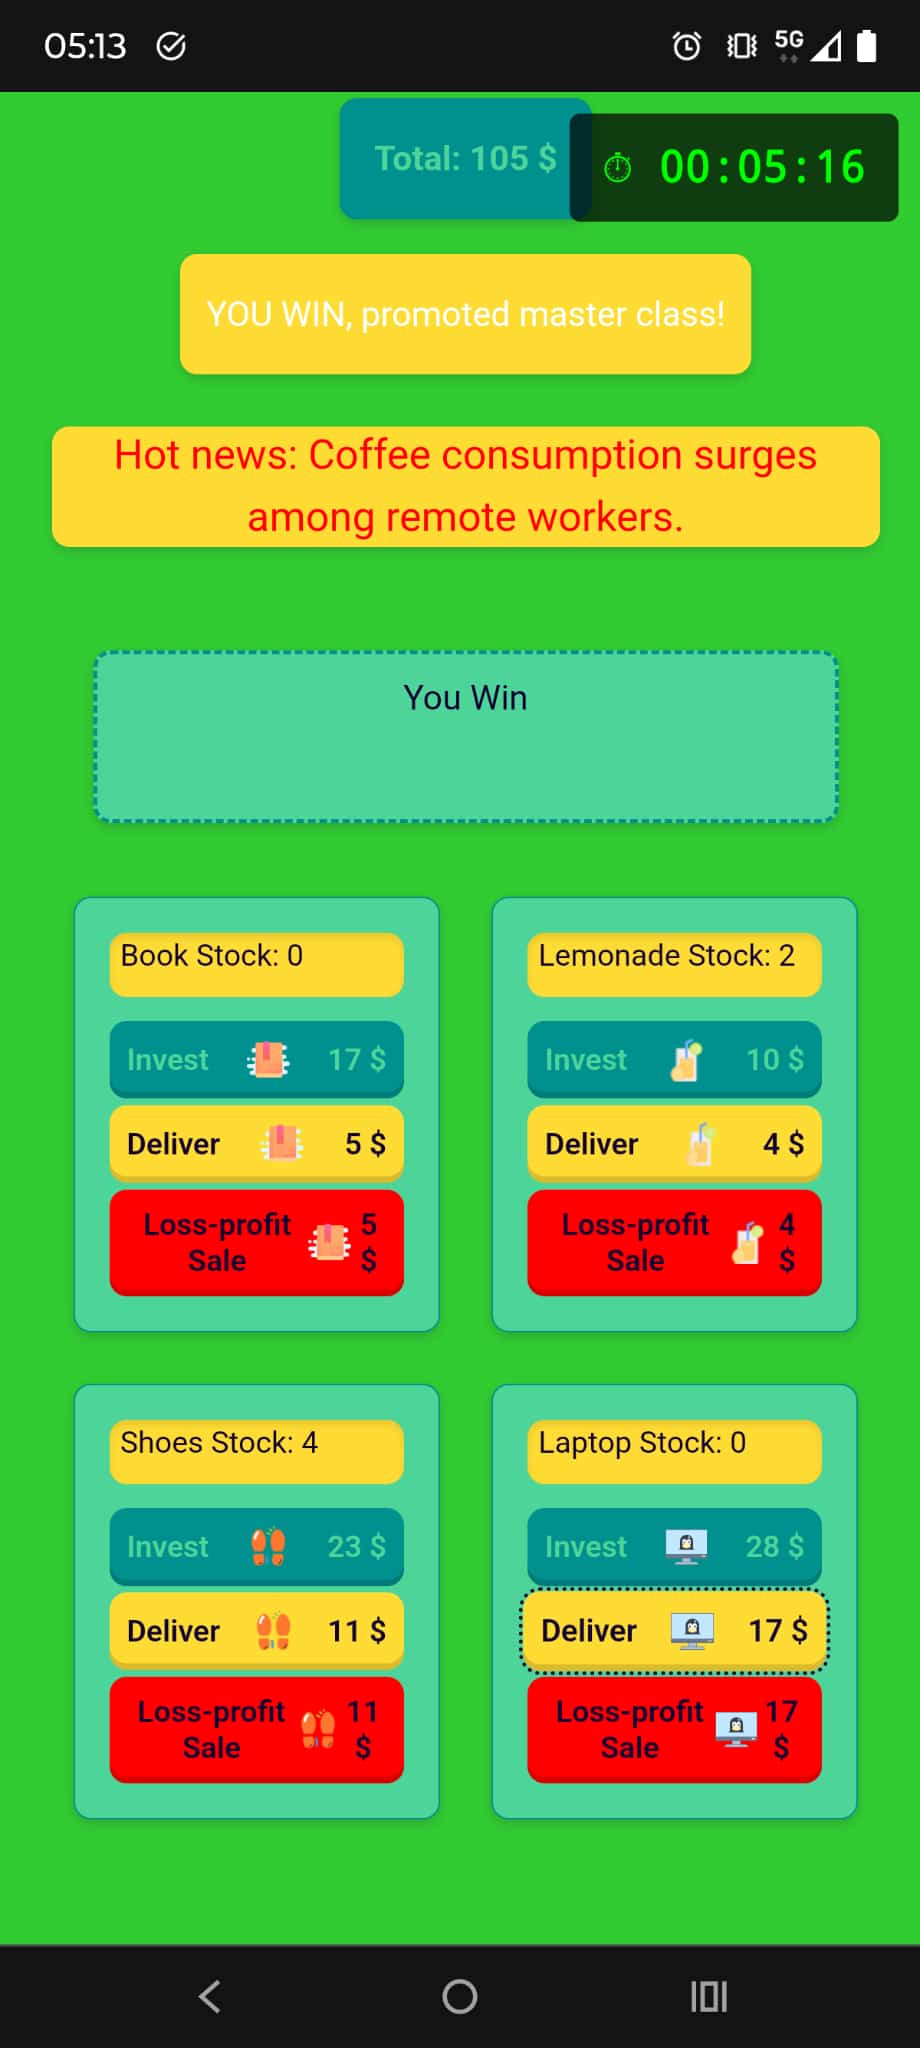 05:13
5G
Total: 105 $
00:05:16
YOU WIN, promoted master class!
Hot news: Coffee consumption surges
among remote workers.
You Win
Book Stock: 0
Invest 17 $
Deliver 5 $
Loss-profit
Sale
5
$
Lemonade Stock: 2
Invest 10 $
Deliver 4 $
Loss-profit
Sale
4
$
Shoes Stock: 4
Invest 23 $
Deliver 11 $
Loss-profit
Sale
11
$
Laptop Stock: 0
Invest 28 $
Deliver 17 $
Loss-profit
Sale
17
$